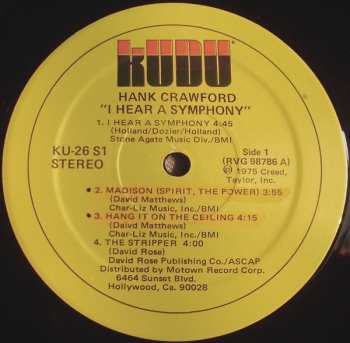 KUDU
HANK CRAWFORD
"I HEAR A SYMPHONY"
1. I HEAR A SYMPHONY 4:45
(Holland/Dozier/Holland)
Stone Agate Music Div./BMI
KU-26 S1
STEREO
Side 1
(RVG 98786 A)
℗ 1975 Creed,
Taylor, Inc.
2. MADISON (SPIRIT, THE POWER) 3:55
(David Matthews)
Char-Liz Music, Inc./BMI
3. HANG IT ON THE CEILING 4:15
(David Matthews)
Char-Liz Music, Inc./BMI
4. THE STRIPPER 4:00
(David Rose)
David Rose Publishing Co./ASCAP
Distributed by Motown Record Corp.
6464 Sunset Blvd.
Hollywood, Ca. 90028